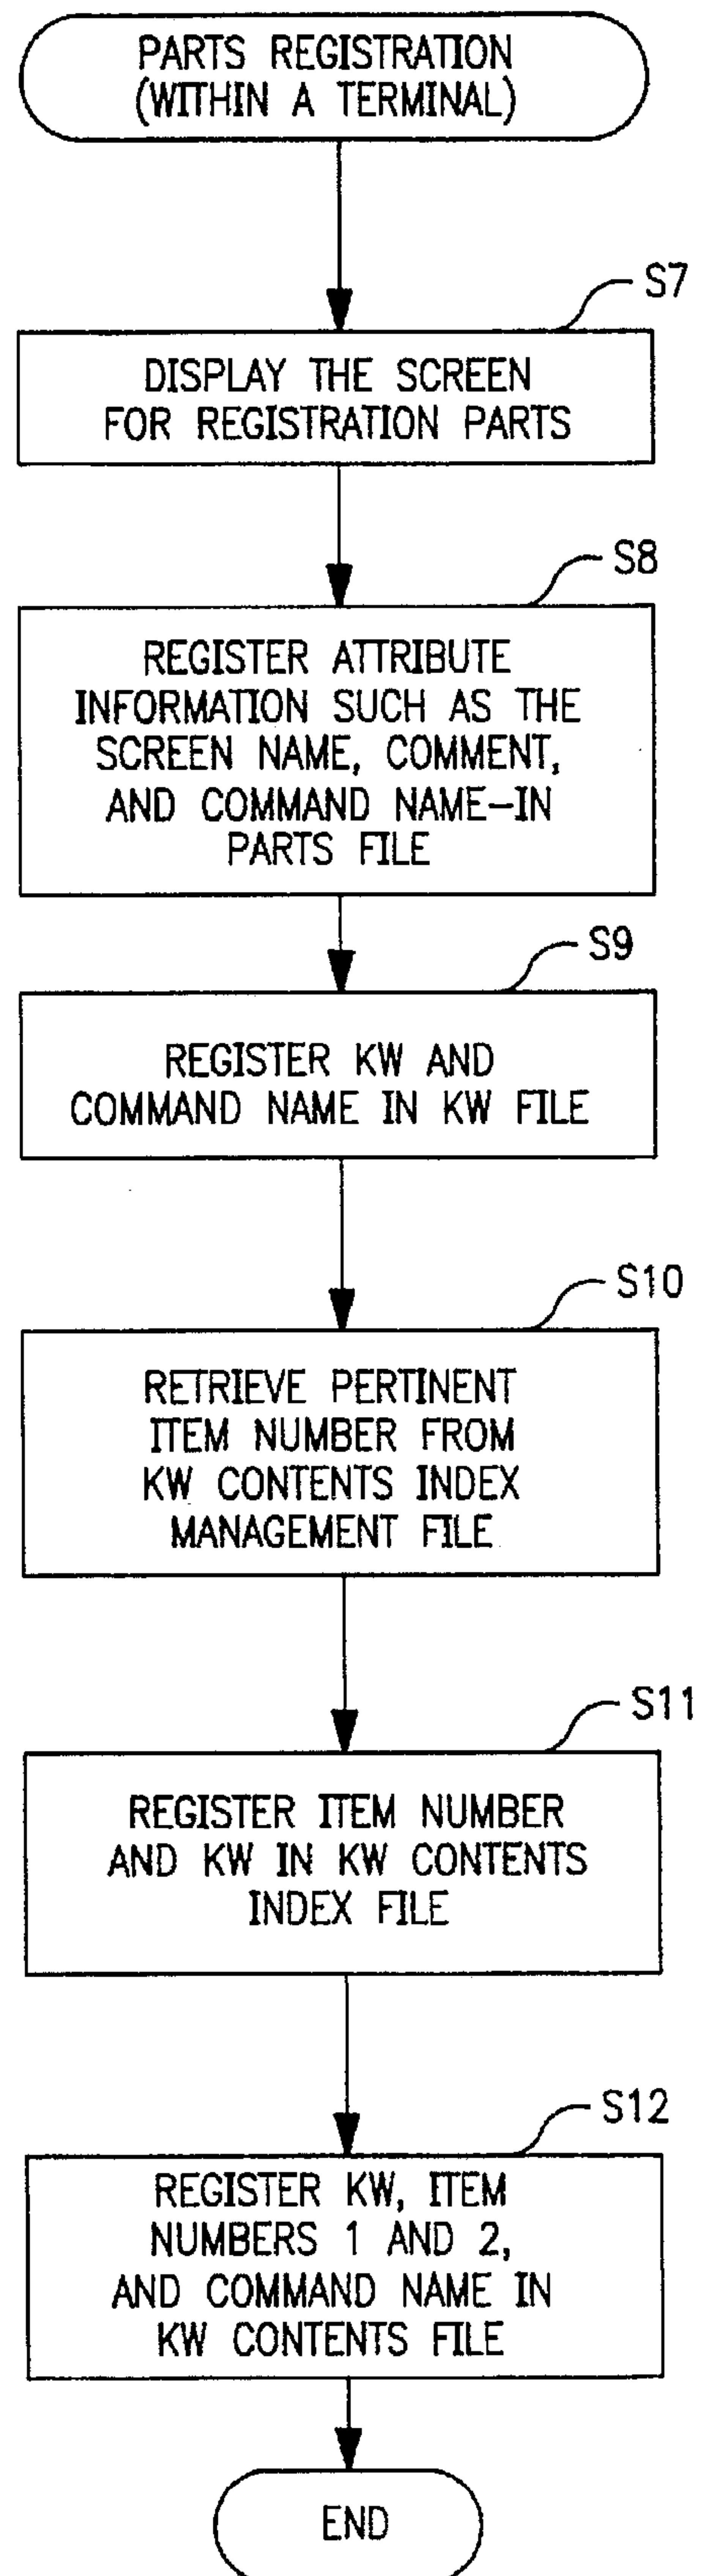 PARTS REGISTRATION
(WITHIN A TERMINAL)
S7
DISPLAY THE SCREEN
FOR REGISTRATION PARTS
S8
REGISTER ATTRIBUTE
INFORMATION SUCH AS THE
SCREEN NAME, COMMENT,
AND COMMAND NAME-IN
PARTS FILE
S9
REGISTER KW AND
COMMAND NAME IN KW FILE
S10
RETRIEVE PERTINENT
ITEM NUMBER FROM
KW CONTENTS INDEX
MANAGEMENT FILE
S11
REGISTER ITEM NUMBER
AND KW IN KW CONTENTS
INDEX FILE
S12
REGISTER KW, ITEM
NUMBERS 1 AND 2,
AND COMMAND NAME IN
KW CONTENTS FILE
END